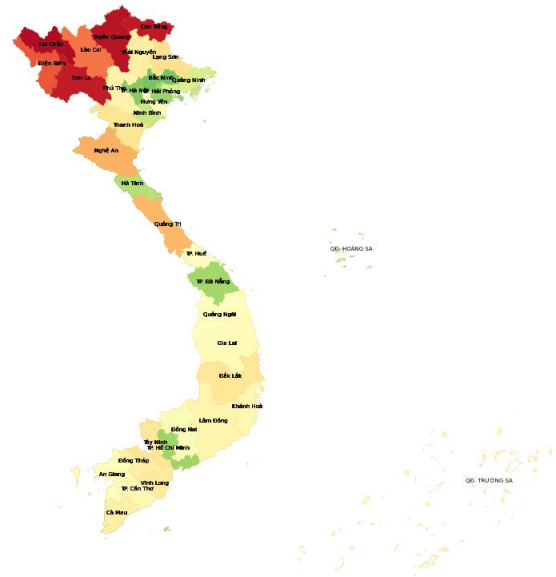 Cao Bằng
Tuyên Quang
Lai Châu
Lào Cai
Thái Nguyên
Lạng Sơn
Điện Biên
Sơn La
Bắc Ninh
Quảng Ninh
Phú Thọ
TP. Hà Nội
TP. Hải Phòng
Hưng Yên
Ninh Bình
Thanh Hoá
Nghệ An
Hà Tĩnh
Quảng Trị
QĐ. HOÀNG SA
TP. Huế
TP. Đà Nẵng
Quảng Ngãi
Gia Lai
Đắk Lắk
Khánh Hoà
Lâm Đồng
Đồng Nai
Tây Ninh
TP. Hồ Chí Minh
Đồng Tháp
An Giang
Vĩnh Long
TP. Cần Thơ
QĐ. TRƯỜNG SA
Cà Mau